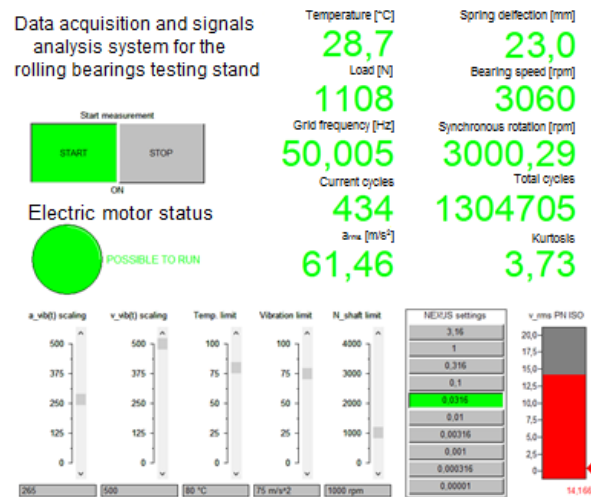 Data acquisition and signals
analysis system for the
rolling bearings testing stand
Temperature [°C]
28,7
Spring delfection [mm]
23,0
Load [N]
1108
Bearing speed [rpm]
3060
Grid frequency [Hz]
50,005
Synchronous rotation [rpm]
3000,29
Current cycles
434
Total cycles
1304705
a rms [m/s²]
61,46
Kurtosis
3,73
Start measurement
START
STOP
ON
Electric motor status
POSSIBLE TO RUN
a_vib(t) scaling
500
375
250
125
0
265
v_vib(t) scaling
500
375
250
125
0
500
Temp. limit
100
75
50
25
0
80 °C
Vibration limit
100
75
50
25
0
75 m/s^2
N_shaft limit
4000
3000
2000
1000
0
1000 rpm
NEXUS settings
3,16
1
0,316
0,1
0,0316
0,01
0,00316
0,001
0,000316
0,00001
v_rms PN ISO
20,0
17,5
15,0
12,5
10,0
7,5
5,0
2,5
0
14,166